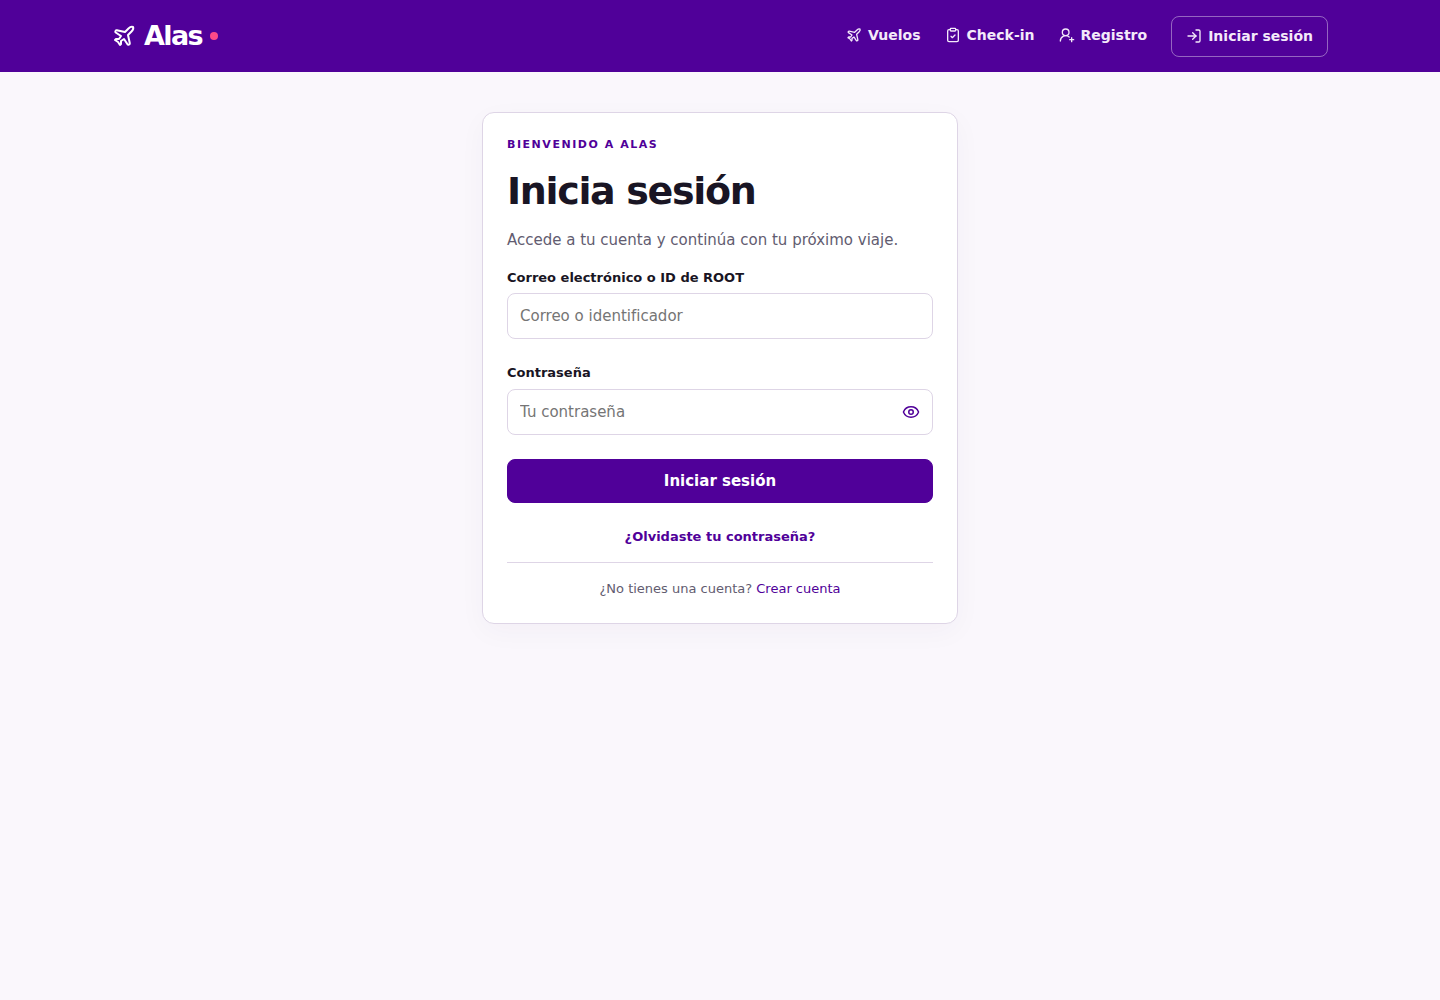 Alas
Vuelos
Check-in
Registro
Iniciar sesión
BIENVENIDO A ALAS
Inicia sesión
Accede a tu cuenta y continúa con tu próximo viaje.
Correo electrónico o ID de ROOT
Correo o identificador
Contraseña
Tu contraseña
Iniciar sesión
¿Olvidaste tu contraseña?
¿No tienes una cuenta? Crear cuenta